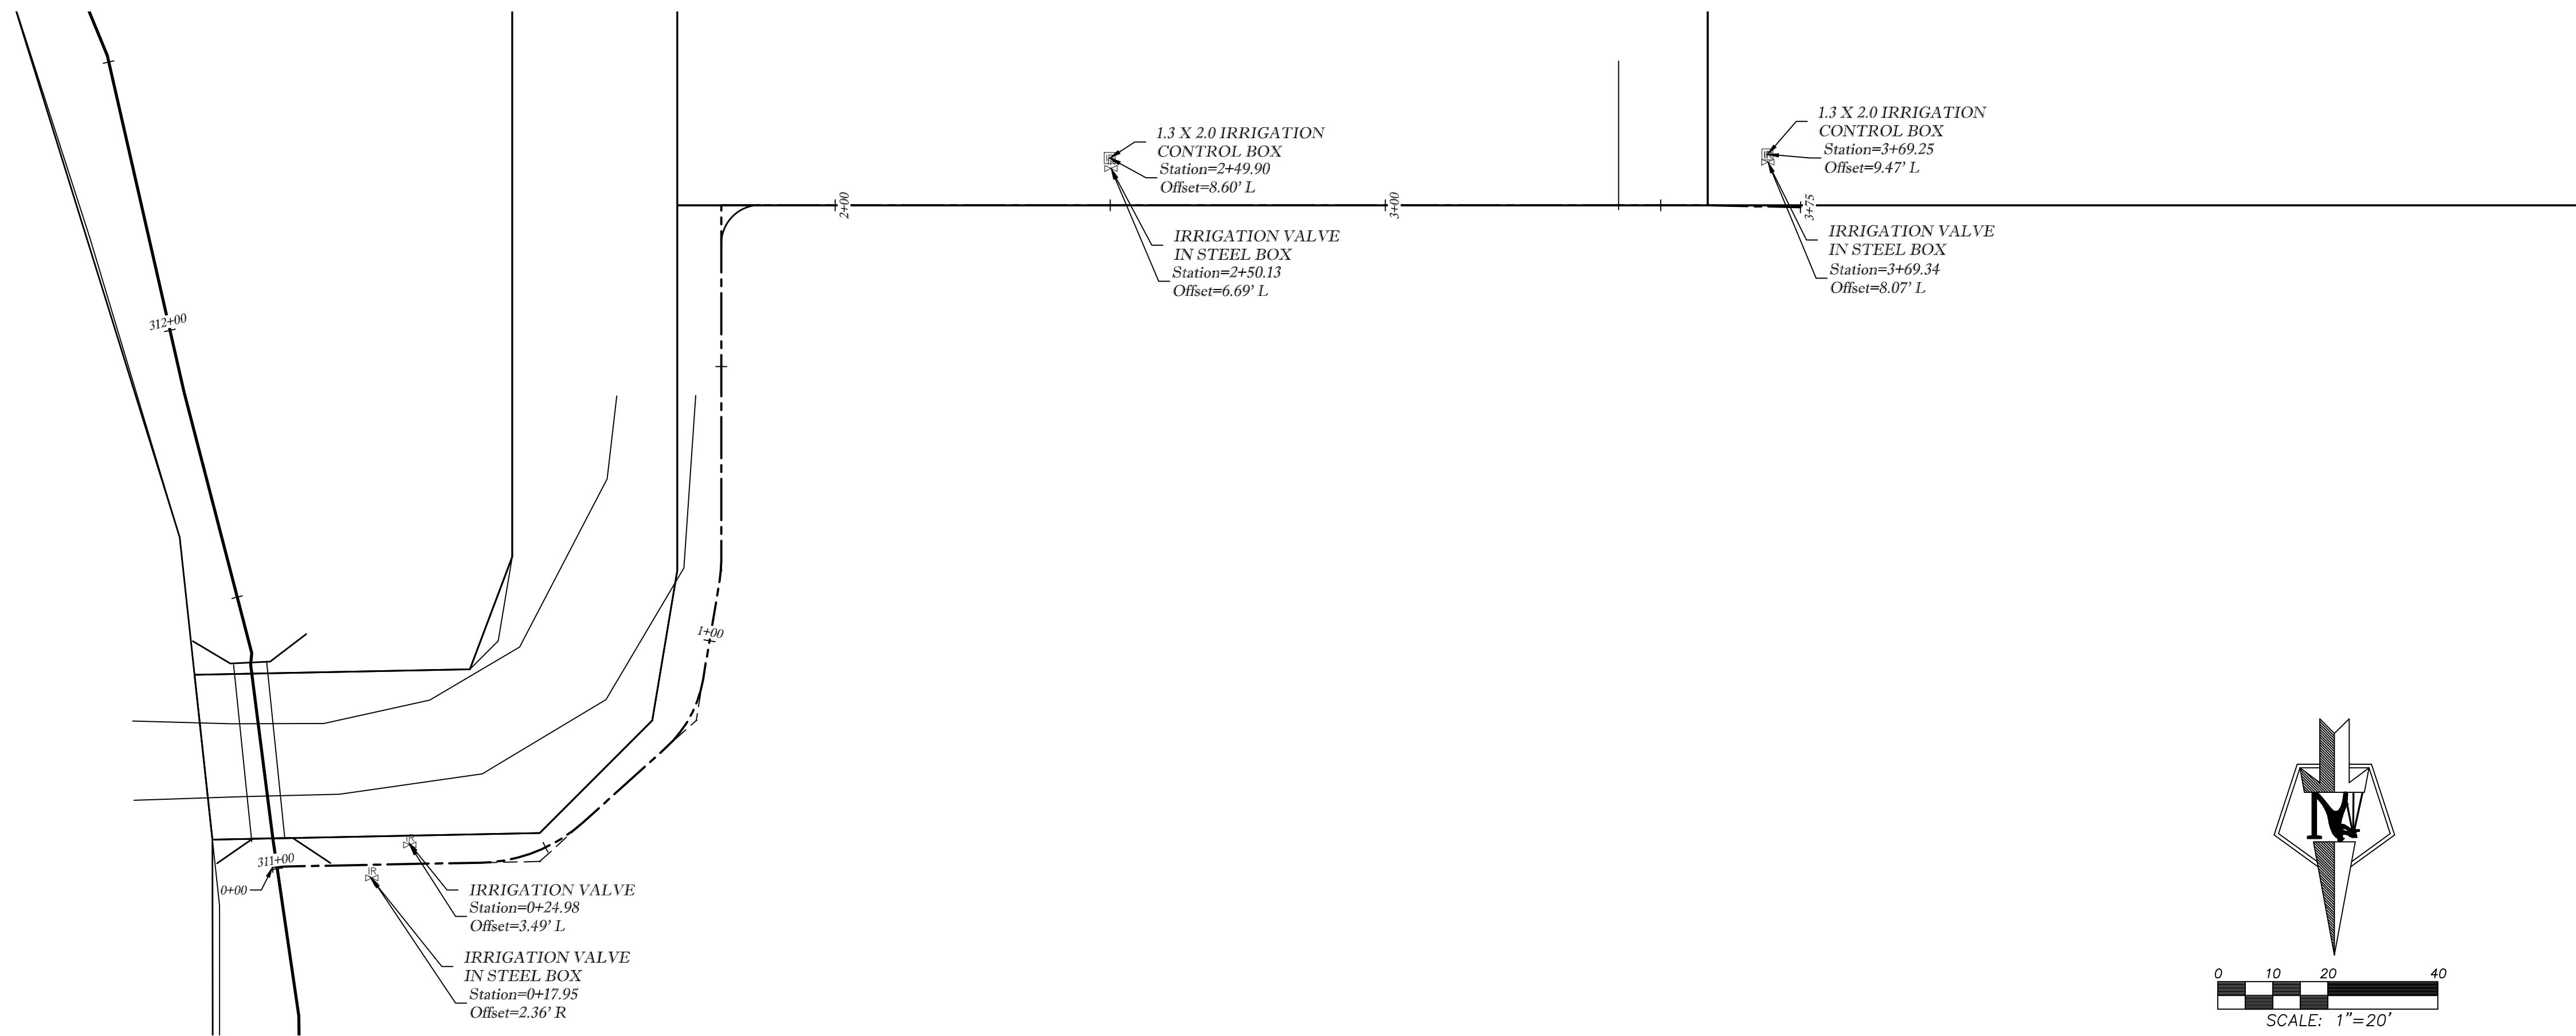 1.3 X 2.0 IRRIGATION
CONTROL BOX
Station=3+69.25
Offset=9.47' L
1.3 X 2.0 IRRIGATION
CONTROL BOX
Station=2+49.90
Offset=8.60' L
2+00
3+00
3+75
IRRIGATION VALVE
IN STEEL BOX
Station=2+50.13
Offset=6.69' L
IRRIGATION VALVE
IN STEEL BOX
Station=3+69.34
Offset=8.07' L
312+00
1+00
N
IR
311+00
IR
0+00
IRRIGATION VALVE
Station=0+24.98
Offset=3.49' L
IRRIGATION VALVE
IN STEEL BOX
Station=0+17.95
Offset=2.36' R
0 10 20 40
SCALE: 1"=20'